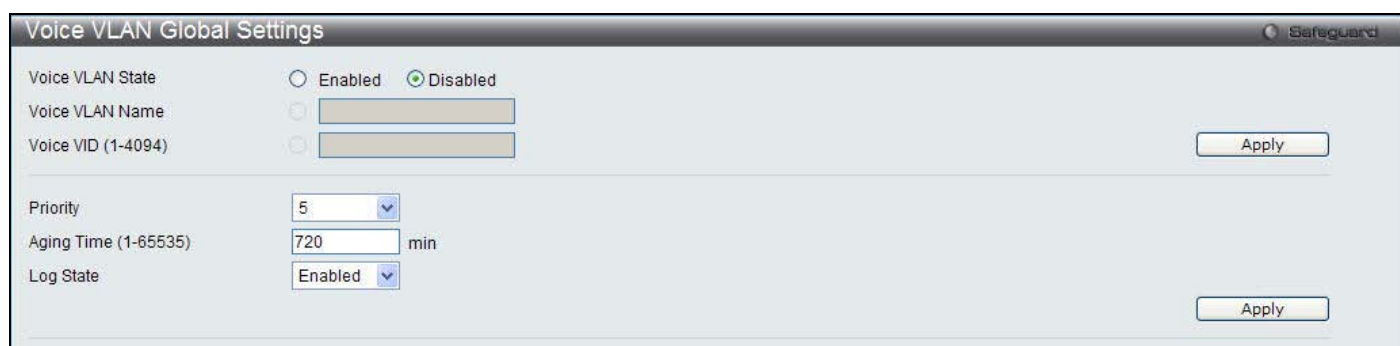 Voice VLAN Global Settings
Safeguard
Voice VLAN State Enabled Disabled
Voice VLAN Name
Voice VID (1-4094) Apply
Priority 5
Aging Time (1-65535) 720 min
Log State Enabled
Apply